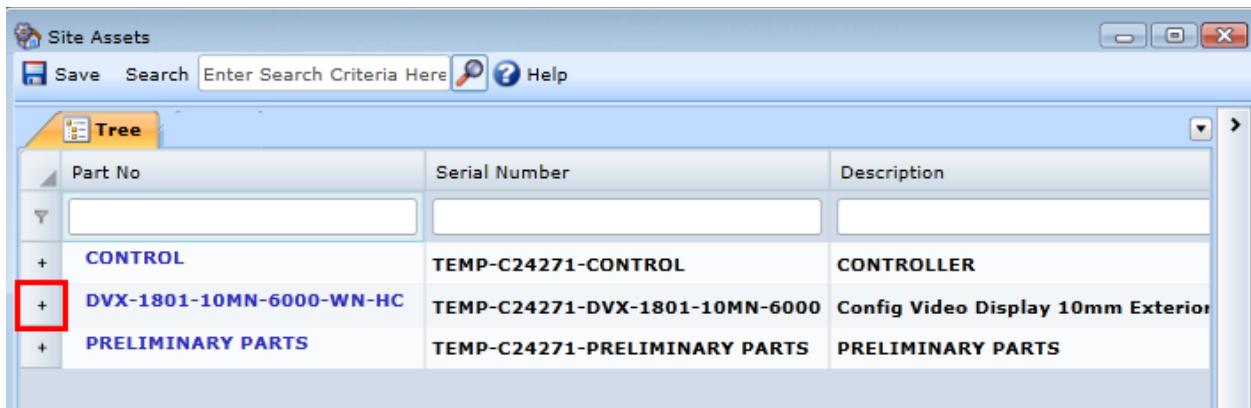 Site Assets
Save Search Enter Search Criteria Here Help
Tree
Part No Serial Number Description
CONTROL TEMP-C24271-CONTROL CONTROLLER
DVX-1801-10MN-6000-WN-HC TEMP-C24271-DVX-1801-10MN-6000 Config Video Display 10mm Exterior
PRELIMINARY PARTS TEMP-C24271-PRELIMINARY PARTS PRELIMINARY PARTS